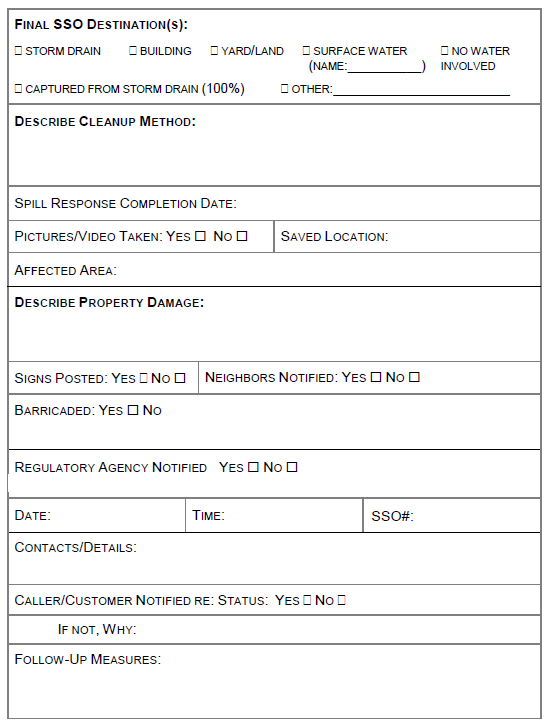 FINAL SSO DESTINATION(S):
☐ STORM DRAIN ☐ BUILDING ☐ YARD/LAND ☐ SURFACE WATER ☐ NO WATER
(NAME:___________) INVOLVED
☐ CAPTURED FROM STORM DRAIN (100%) ☐ OTHER:___________________________
DESCRIBE CLEANUP METHOD:
SPILL RESPONSE COMPLETION DATE:
PICTURES/VIDEO TAKEN: YES ☐ NO ☐ SAVED LOCATION:
AFFECTED AREA:
DESCRIBE PROPERTY DAMAGE:
SIGNS POSTED: YES ☐ NO ☐ NEIGHBORS NOTIFIED: YES ☐ NO ☐
BARRICADED: YES ☐ NO
REGULATORY AGENCY NOTIFIED YES ☐ NO ☐
DATE: TIME: SSO#:
CONTACTS/DETAILS:
CALLER/CUSTOMER NOTIFIED RE: STATUS: YES ☐ NO ☐
IF NOT, WHY:
FOLLOW-UP MEASURES: